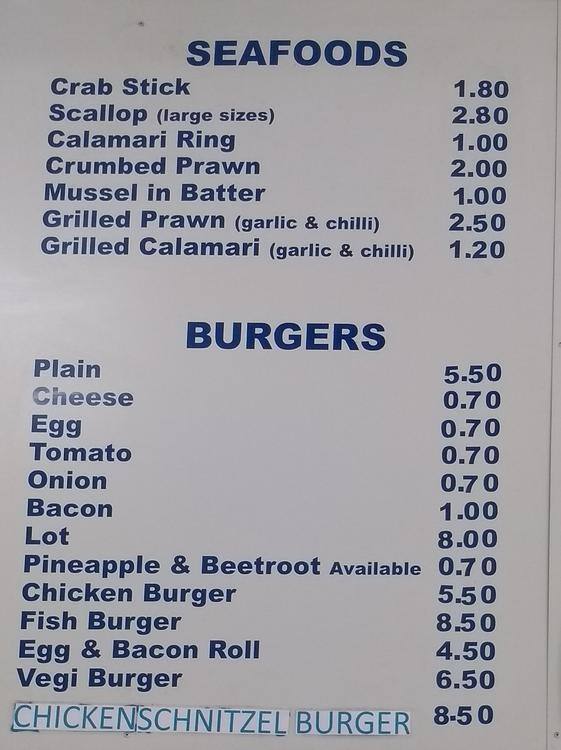 SEAFOODS
Crab Stick 1.80
Scallop (large sizes) 2.80
Calamari Ring 1.00
Crumbed Prawn 2.00
Mussel in Batter 1.00
Grilled Prawn (garlic & chilli) 2.50
Grilled Calamari (garlic & chilli) 1.20
BURGERS
Plain 5.50
Cheese 0.70
Egg 0.70
Tomato 0.70
Onion 0.70
Bacon 1.00
Lot 8.00
Pineapple & Beetroot Available 0.70
Chicken Burger 5.50
Fish Burger 8.50
Egg & Bacon Roll 4.50
Vegi Burger 6.50
CHICKEN SCHNITZEL BURGER 8.50